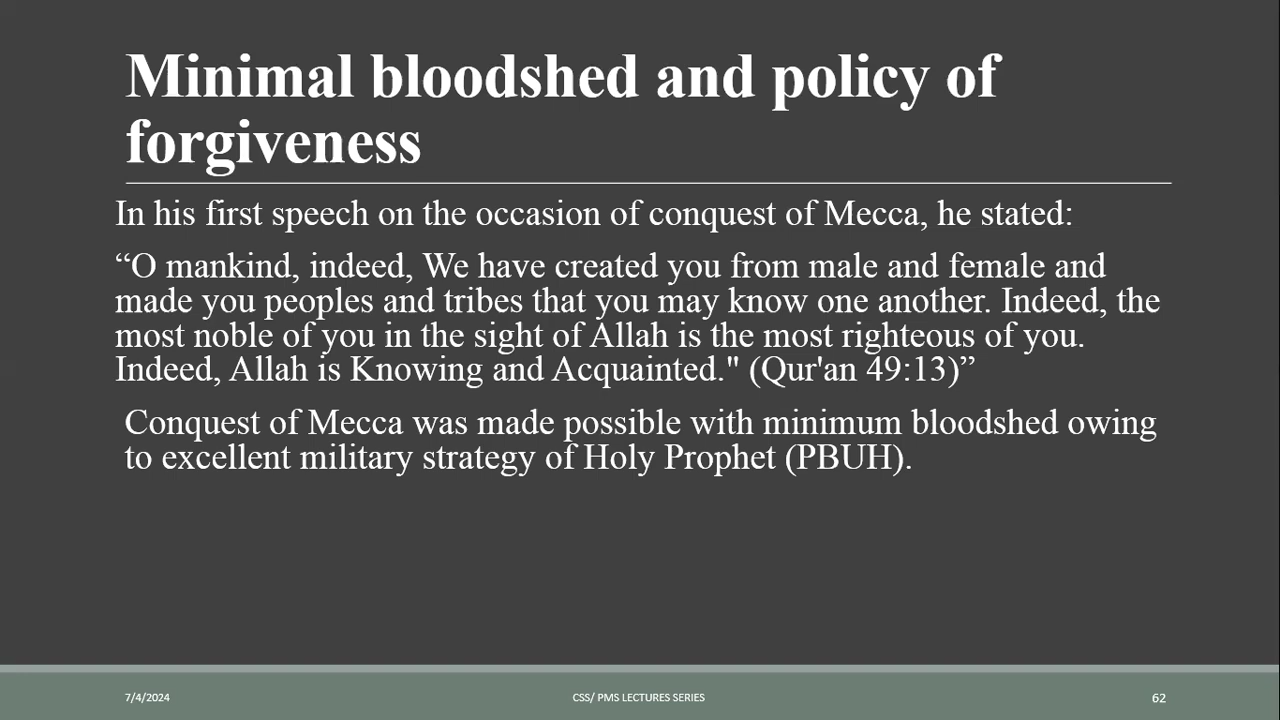 Minimal bloodshed and policy of
forgiveness
In his first speech on the occasion of conquest of Mecca, he stated:
“O mankind, indeed, We have created you from male and female and
made you peoples and tribes that you may know one another. Indeed, the
most noble of you in the sight of Allah is the most righteous of you.
Indeed, Allah is Knowing and Acquainted." (Qur'an 49:13)”
Conquest of Mecca was made possible with minimum bloodshed owing
to excellent military strategy of Holy Prophet (PBUH).
7/4/2024
CSS/ PMS LECTURES SERIES
62